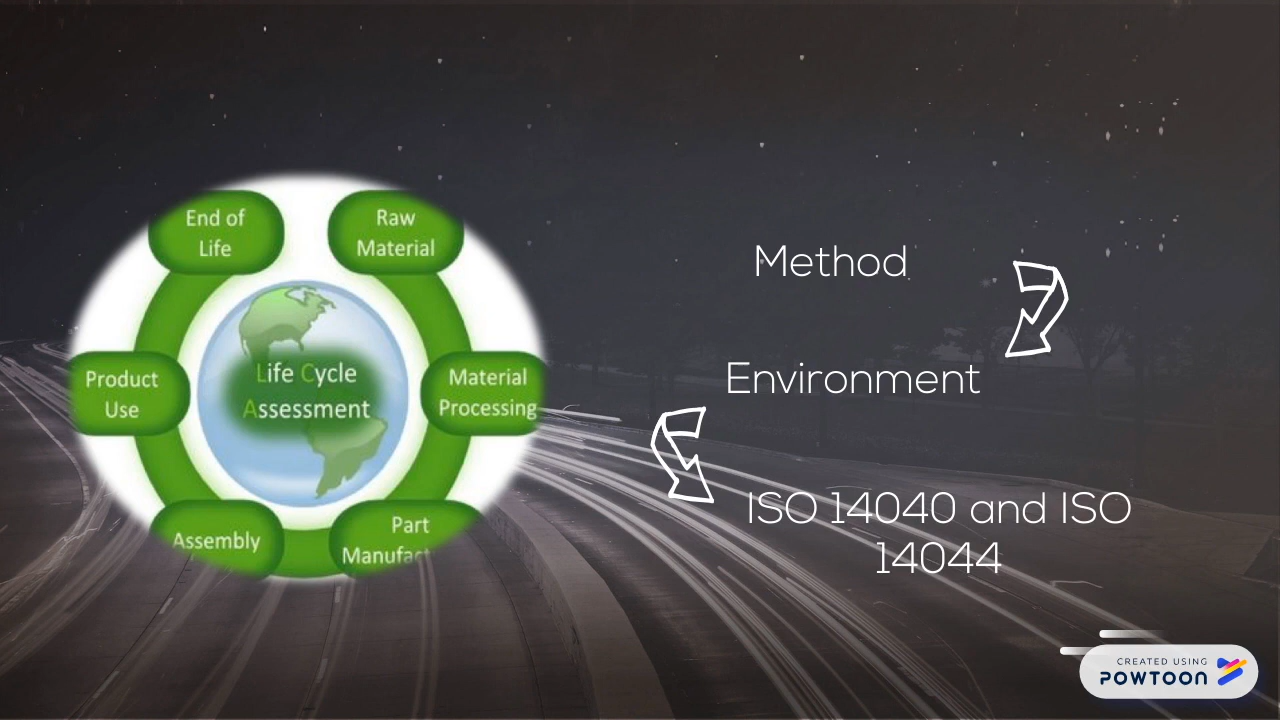 End of
Life
Raw
Material
Product
Use
Life Cycle
Assessment
Material
Processing
Assembly
Part
Method
Environment
ISO 14040 and ISO
14044
CREATED USING
POWTOON